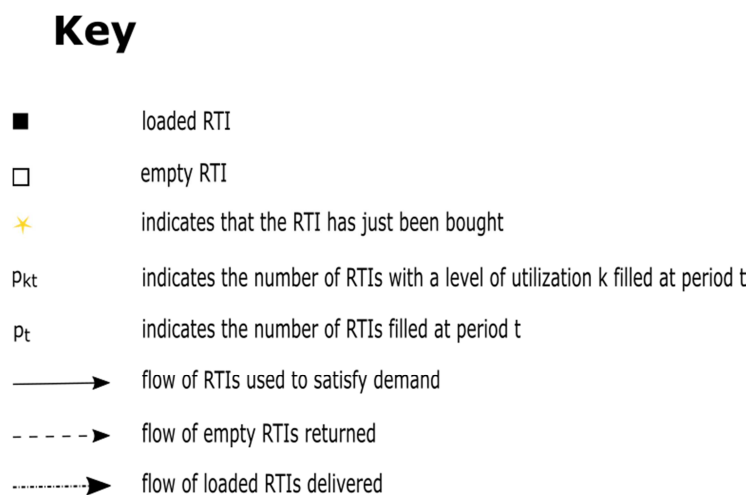 Key
loaded RTI
empty RTI
indicates that the RTI has just been bought
pkt indicates the number of RTIs with a level of utilization k filled at period t
pt indicates the number of RTIs filled at period t
flow of RTIs used to satisfy demand
flow of empty RTIs returned
flow of loaded RTIs delivered